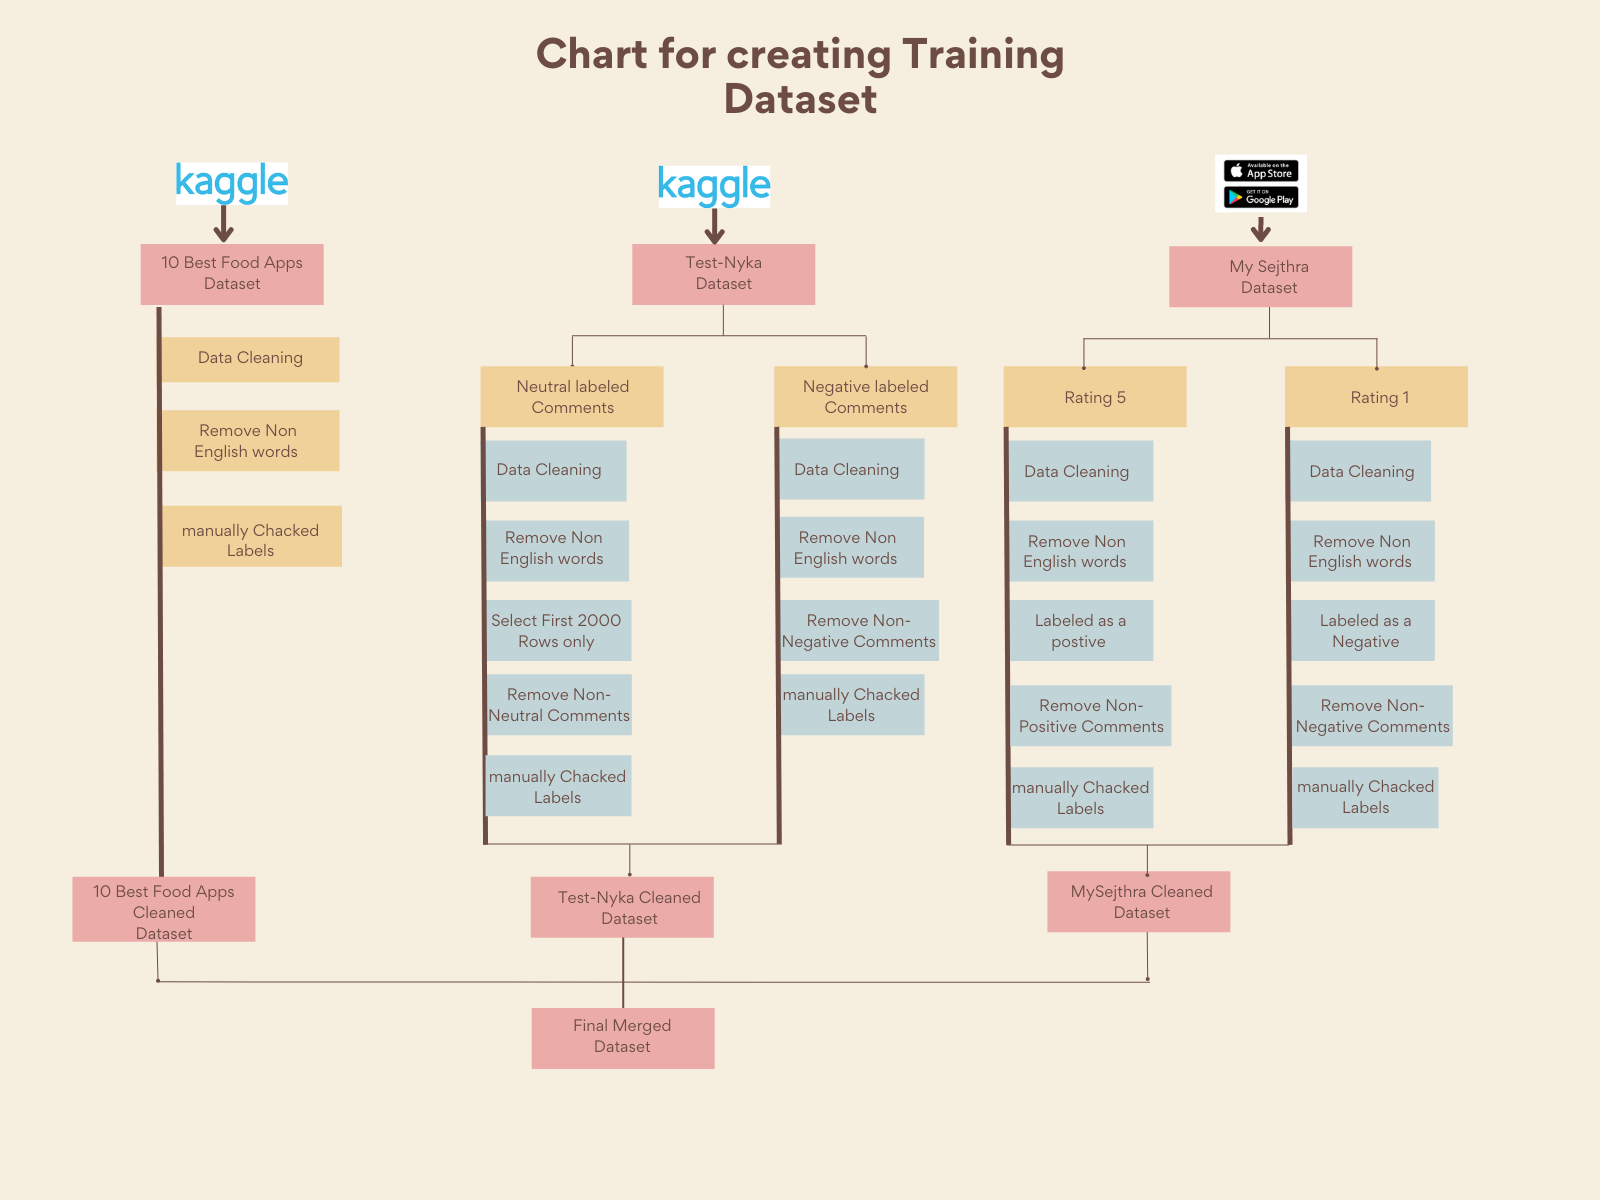 Chart for creating Training
Dataset
kaggle
10 Best Food Apps
Dataset
Data Cleaning
Remove Non
English words
manually Chacked
Labels
10 Best Food Apps
Cleaned
Dataset
kaggle
Test-Nyka
Dataset
Neutral labeled
Comments
Data Cleaning
Remove Non
English words
Select First 2000
Rows only
Remove Non-
Neutral Comments
manually Chacked
Labels
Negative labeled
Comments
Data Cleaning
Remove Non
English words
Remove Non-
Negative Comments
manually Chacked
Labels
Test-Nyka Cleaned
Dataset
Available on the
App Store
GET IT ON
Google Play
My Sejthra
Dataset
Rating 5
Data Cleaning
Remove Non
English words
Labeled as a
postive
Remove Non-
Positive Comments
manually Chacked
Labels
Rating 1
Data Cleaning
Remove Non
English words
Labeled as a
Negative
Remove Non-
Negative Comments
manually Chacked
Labels
MySejthra Cleaned
Dataset
Final Merged
Dataset